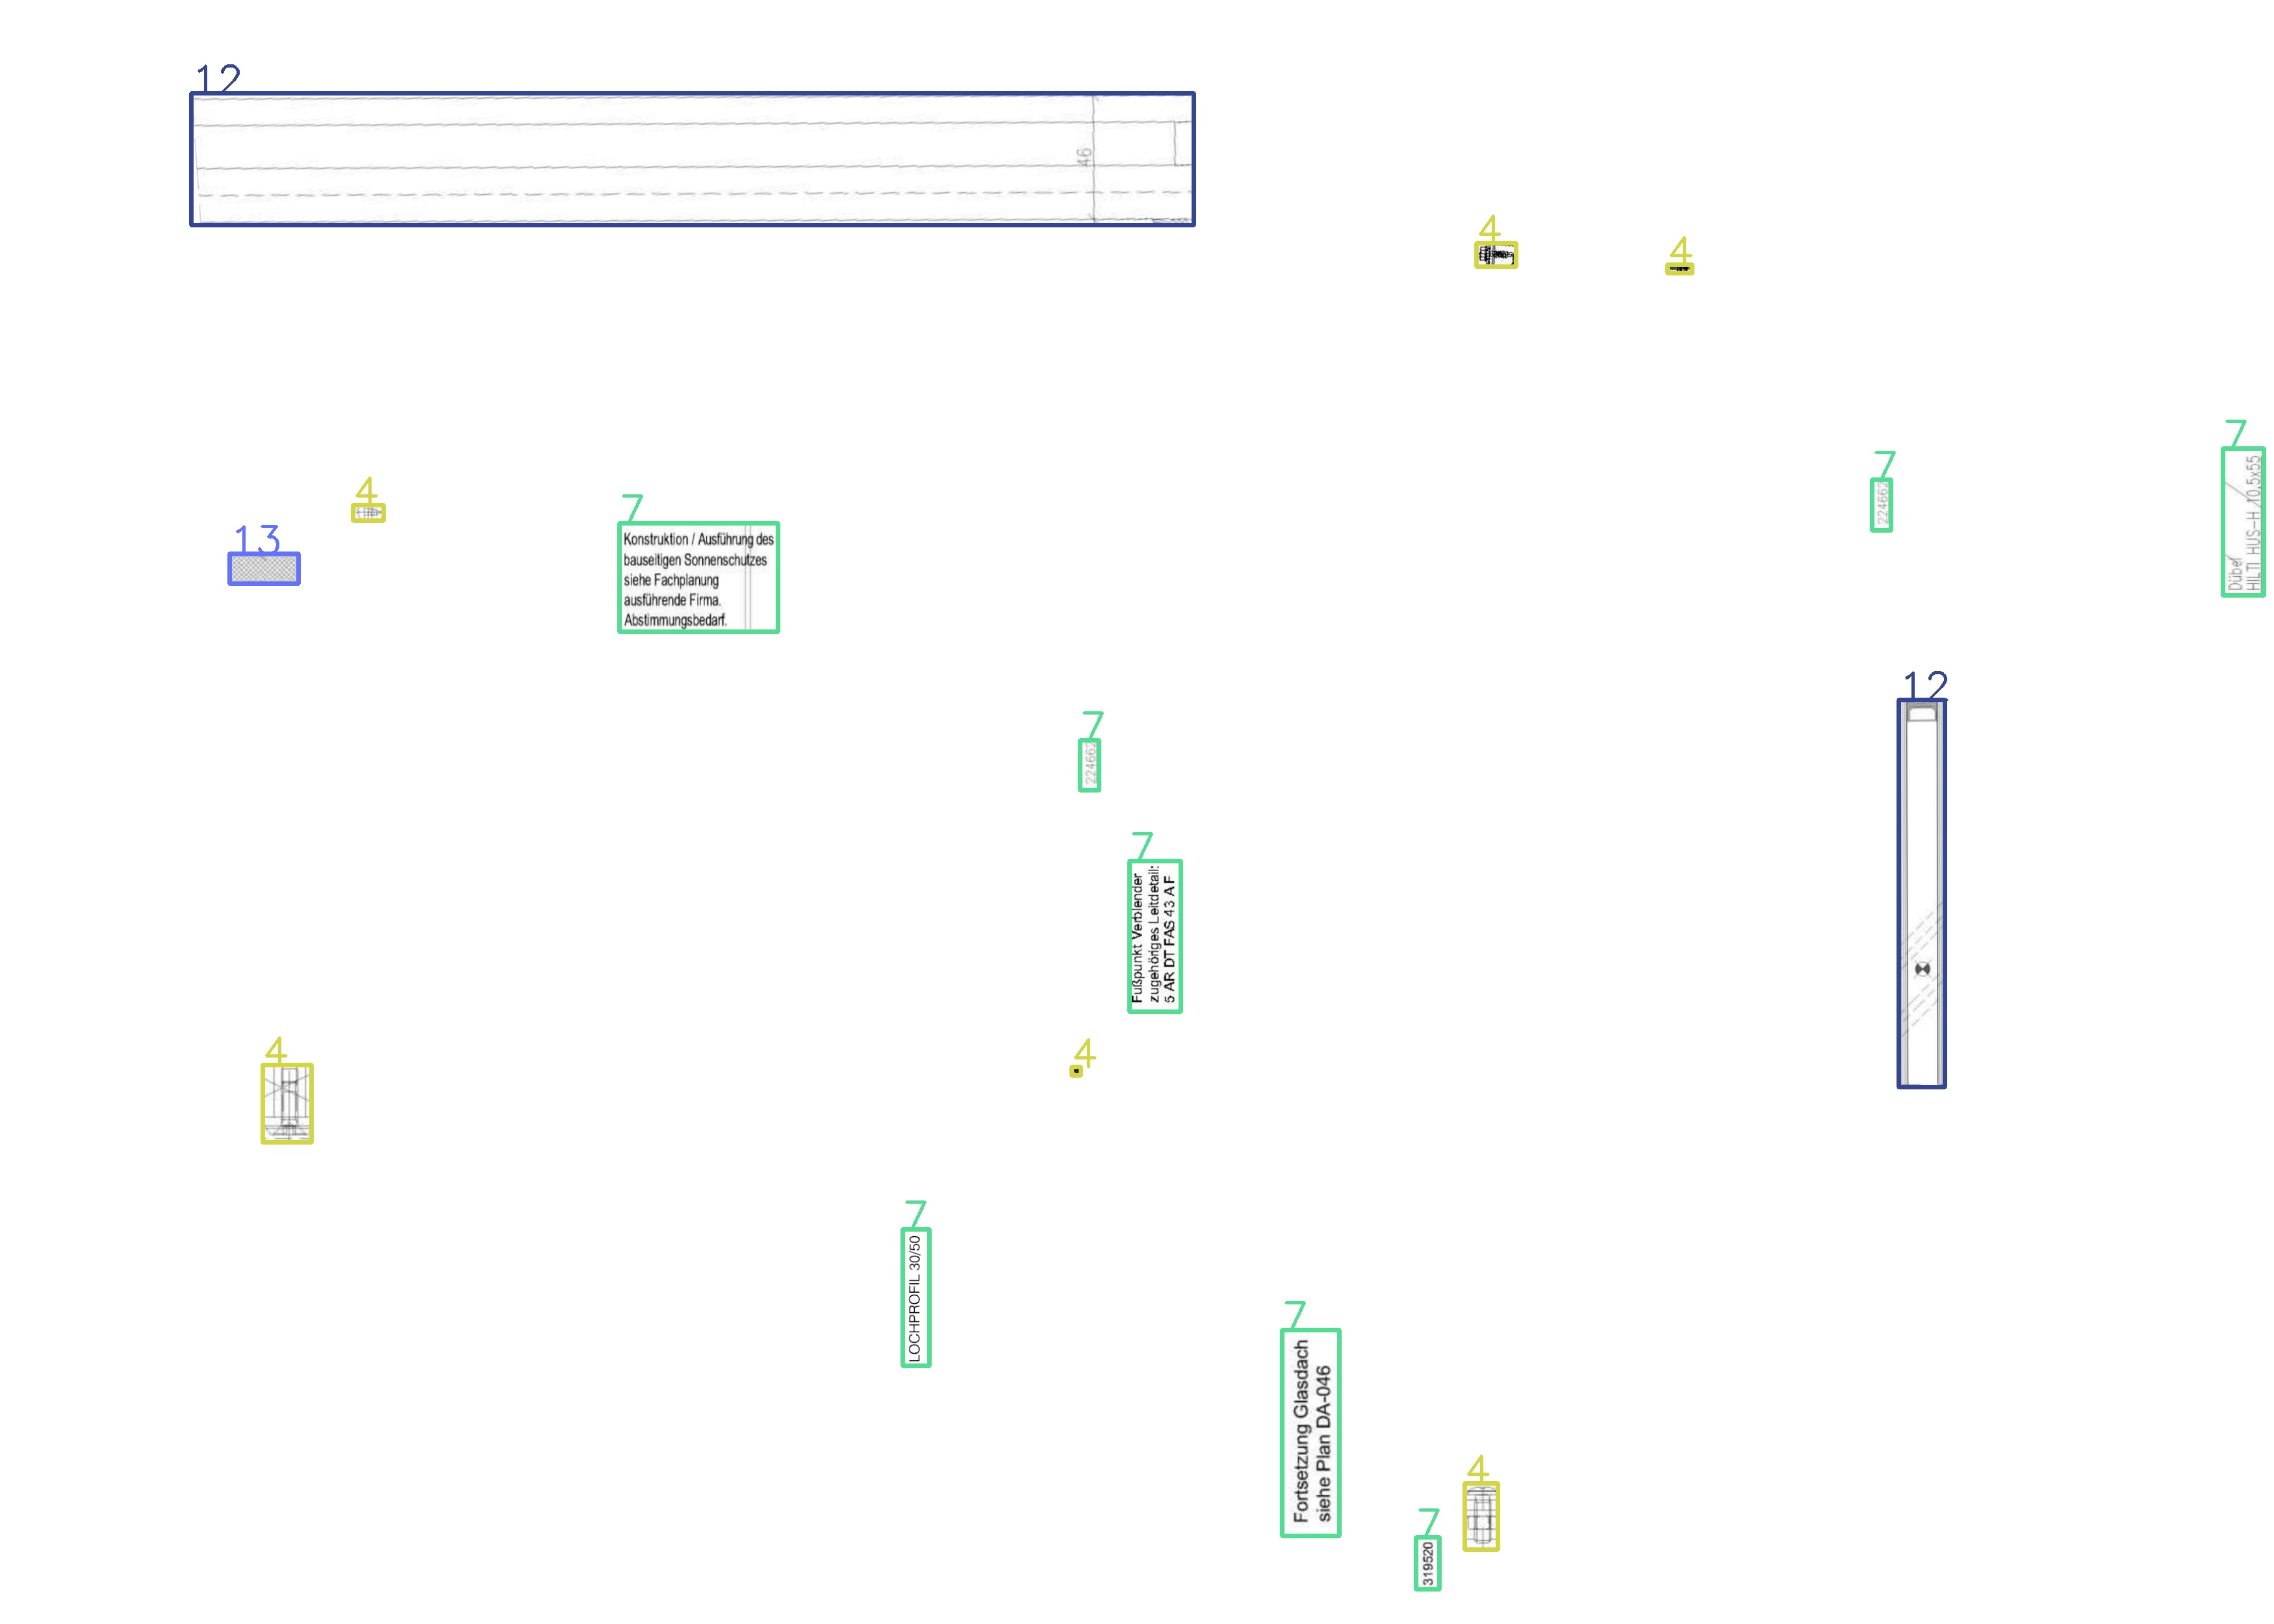 12
46
4
4
7
7
224662
Dübel
HILTI HUS-H 10,5x55
4
13
7
Konstruktion / Ausführung des
bauseitigen Sonnenschutzes
siehe Fachplanung
ausführende Firma.
Abstimmungsbedarf.
12
7
224662
7
Fußpunkt Verblender
zugehöriges Leitdetail:
5 AR DT FAS 43 A F
4
4
7
LOCHPROFIL 30/50
7
Fortsetzung Glasdach
siehe Plan DA-046
4
7
319520